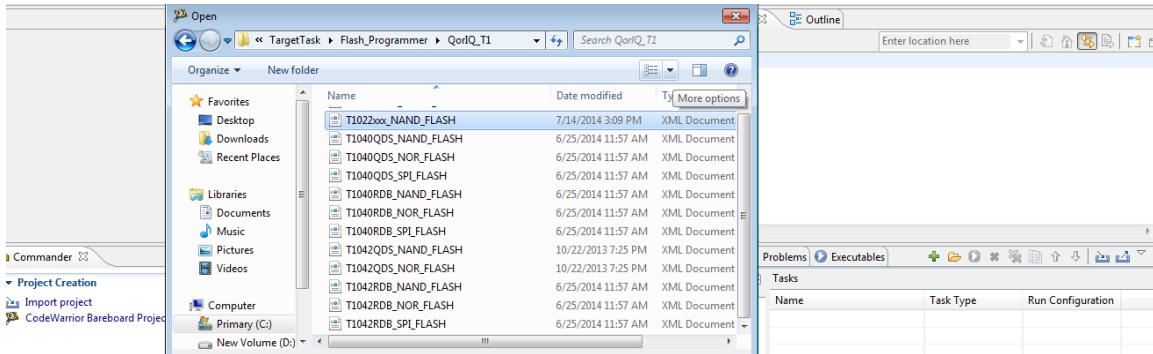 Open
« TargetTask ▸ Flash_Programmer ▸ QorIQ_T1
Search QorIQ_T1
Organize
New folder
More options
Favorites
Desktop
Downloads
Recent Places
Libraries
Documents
Music
Pictures
Videos
Computer
Primary (C:)
New Volume (D:)
Name Date modified Ty
T1022xxx_NAND_FLASH 7/14/2014 3:09 PM XML Document
T1040QDS_NAND_FLASH 6/25/2014 11:57 AM XML Document
T1040QDS_NOR_FLASH 6/25/2014 11:57 AM XML Document
T1040QDS_SPI_FLASH 6/25/2014 11:57 AM XML Document
T1040RDB_NAND_FLASH 6/25/2014 11:57 AM XML Document
T1040RDB_NOR_FLASH 6/25/2014 11:57 AM XML Document
T1040RDB_SPI_FLASH 6/25/2014 11:57 AM XML Document
T1042QDS_NAND_FLASH 10/22/2013 7:25 PM XML Document
T1042QDS_NOR_FLASH 10/22/2013 7:25 PM XML Document
T1042RDB_NAND_FLASH 6/25/2014 11:57 AM XML Document
T1042RDB_NOR_FLASH 6/25/2014 11:57 AM XML Document
T1042RDB_SPI_FLASH 6/25/2014 11:57 AM XML Document
Outline
Enter location here
Commander
Project Creation
Import project
CodeWarrior Bareboard Projec
Problems Executables
Tasks
Name Task Type Run Configuration